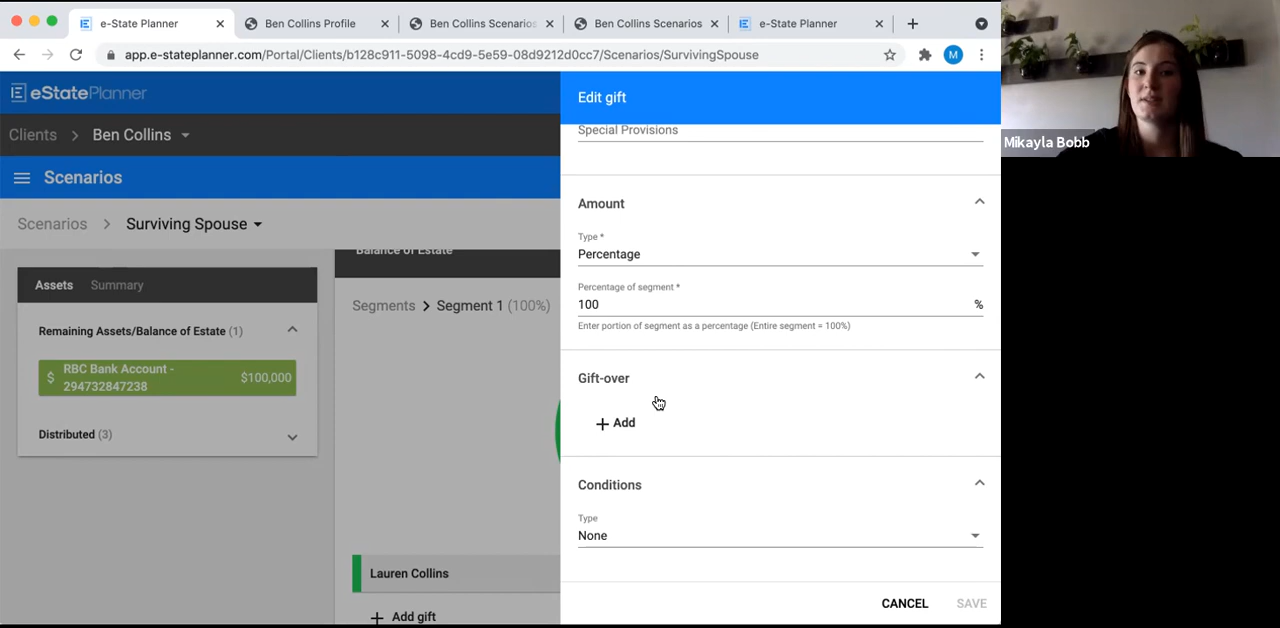 e-State Planner
Ben Collins Profile
Ben Collins Scenarios
Ben Collins Scenarios
e-State Planner
app.e-stateplanner.com/Portal/Clients/b128c911-5098-4cd9-5e59-08d9212d0cc7/Scenarios/SurvivingSpouse
M
eStatePlanner
Clients > Ben Collins
Scenarios
Scenarios > Surviving Spouse
Assets Summary
Remaining Assets/Balance of Estate (1)
$ RBC Bank Account -
294732847238 $100,000
Distributed (3)
Balance of Estate
Segments > Segment 1 (100%)
Lauren Collins
+ Add gift
Edit gift
Special Provisions
Amount
Type *
Percentage
Percentage of segment *
100 %
Enter portion of segment as a percentage (Entire segment = 100%)
Gift-over
+ Add
Conditions
Type
None
CANCEL SAVE
Mikayla Bobb